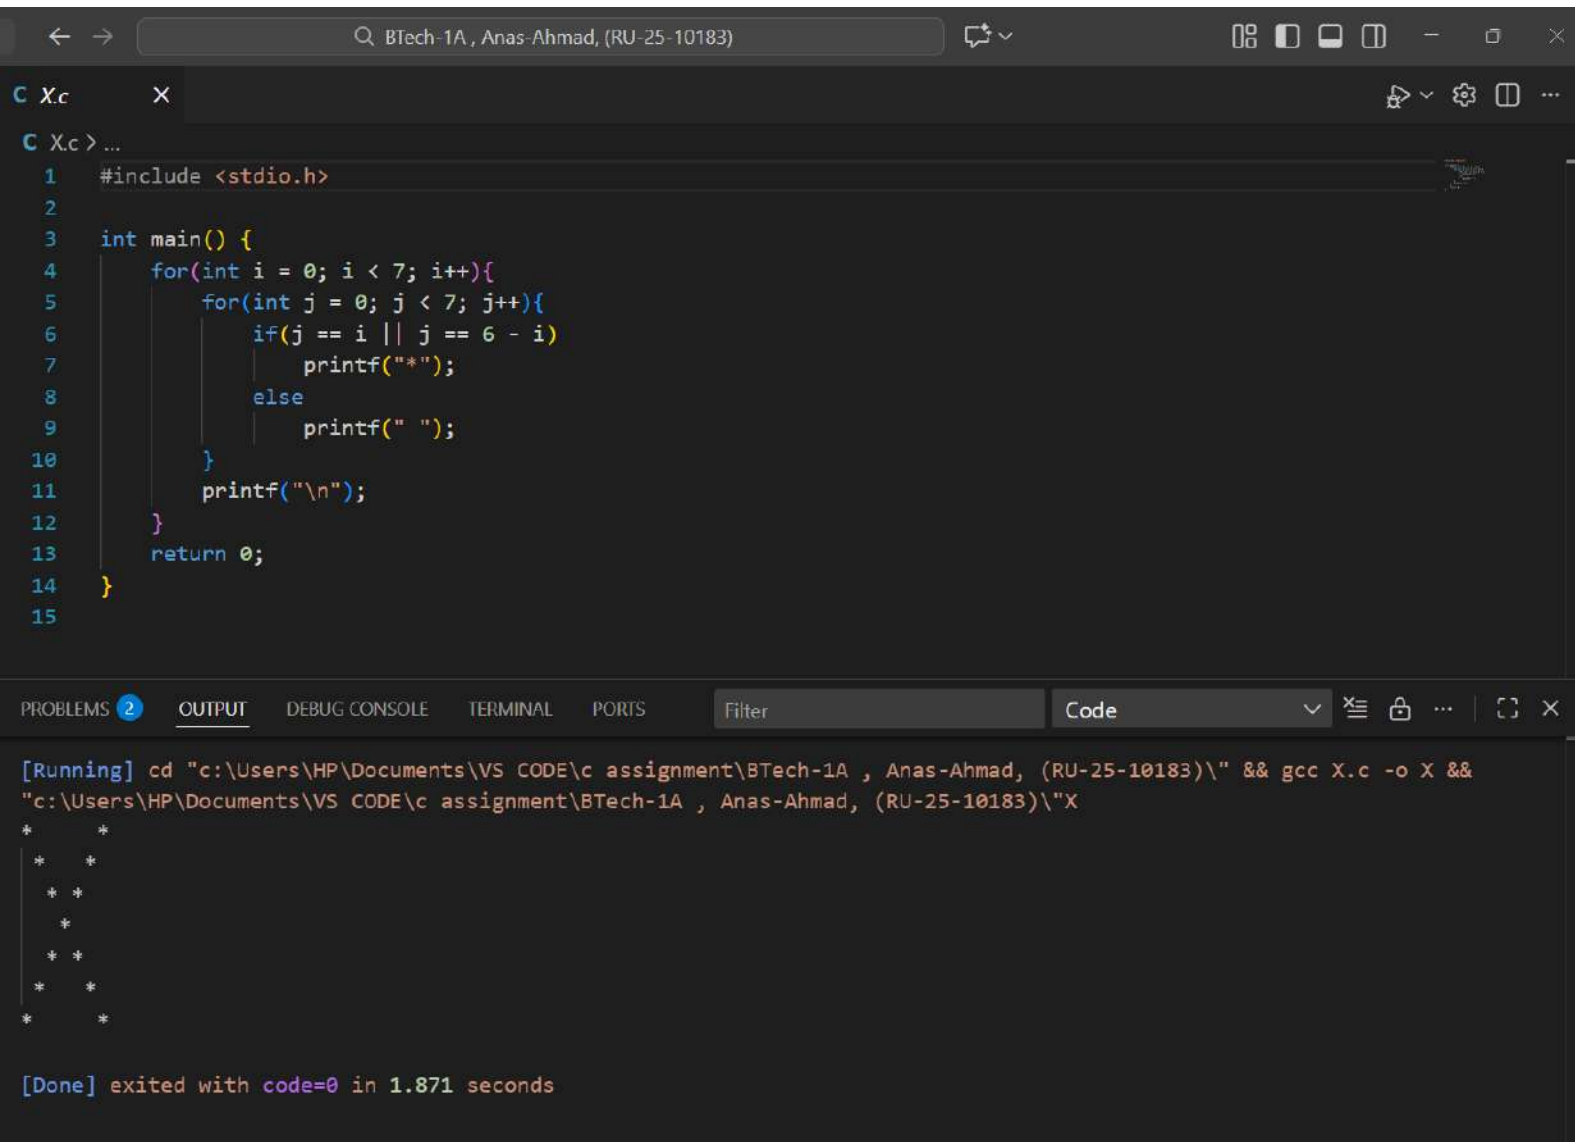 BTech-1A , Anas-Ahmad, (RU-25-10183)
C X.c
C X.c > ...
1 #include <stdio.h>
2
3 int main() {
4     for(int i = 0; i < 7; i++){
5         for(int j = 0; j < 7; j++){
6             if(j == i || j == 6 - i)
7                 printf("*");
8             else
9                 printf(" ");
10         }
11         printf("\n");
12     }
13     return 0;
14 }
15
PROBLEMS 2 OUTPUT DEBUG CONSOLE TERMINAL PORTS Filter Code
[Running] cd "c:\Users\HP\Documents\VS CODE\c assignment\BTech-1A , Anas-Ahmad, (RU-25-10183)\" && gcc X.c -o X &&
"c:\Users\HP\Documents\VS CODE\c assignment\BTech-1A , Anas-Ahmad, (RU-25-10183)\"X
*     *
 *   *
  * *
   *
  * *
 *   *
*     *
[Done] exited with code=0 in 1.871 seconds